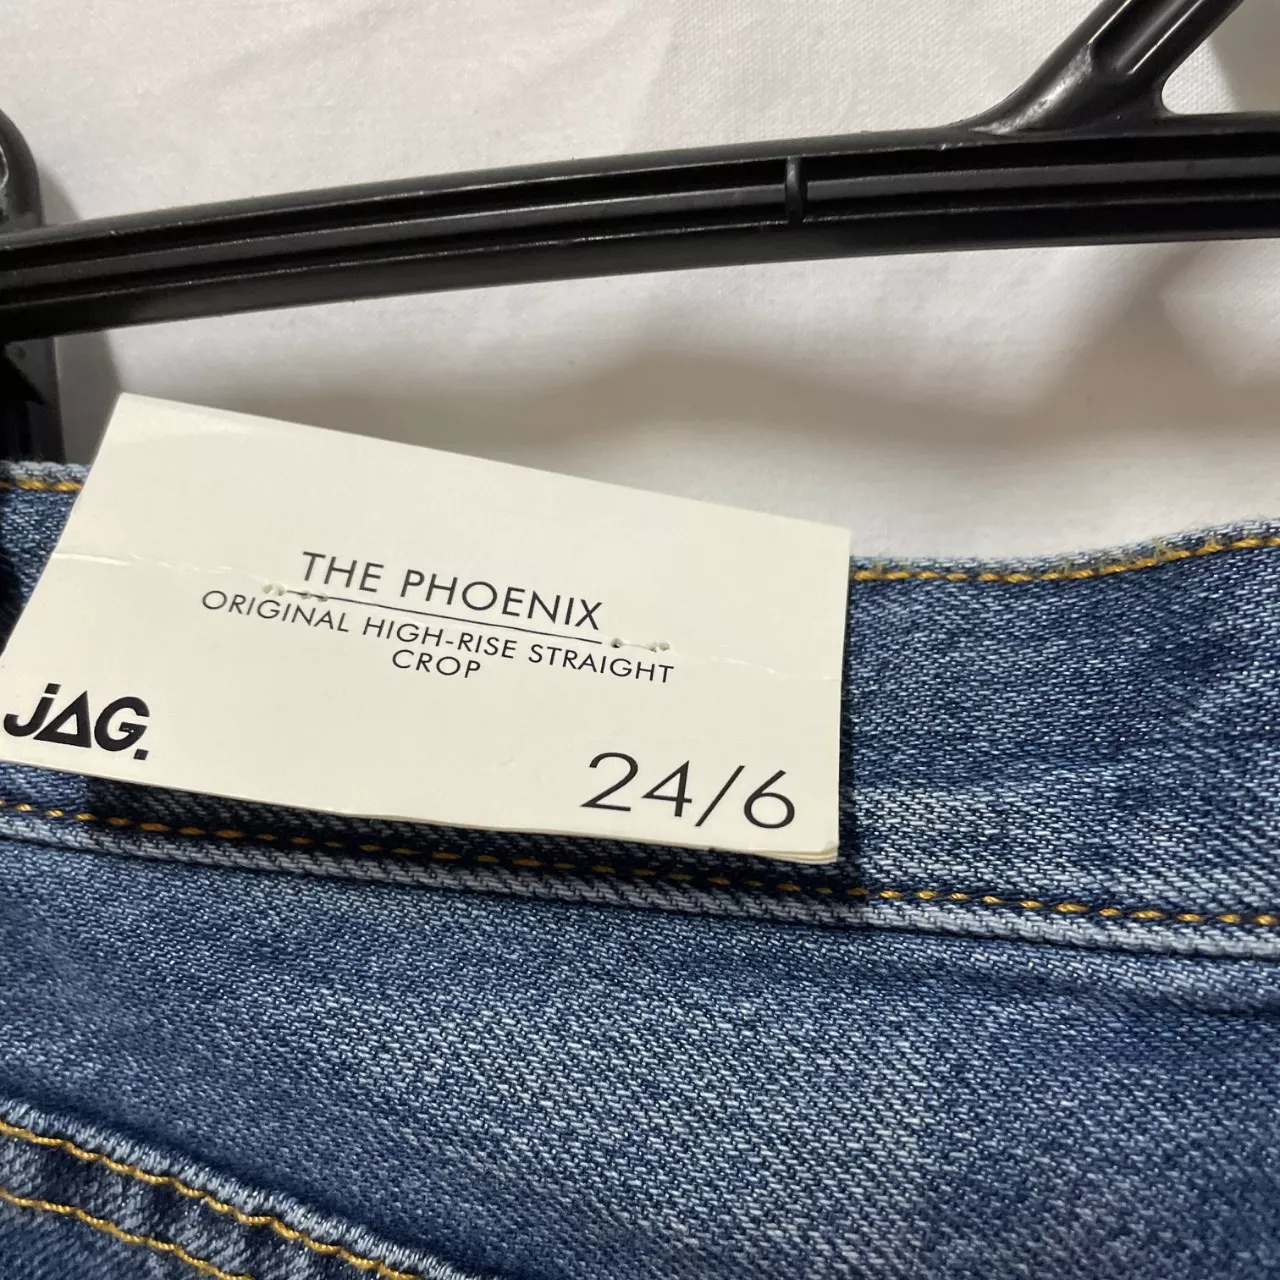 THE PHOENIX
ORIGINAL HIGH-RISE STRAIGHT
CROP
jAG.
24/6